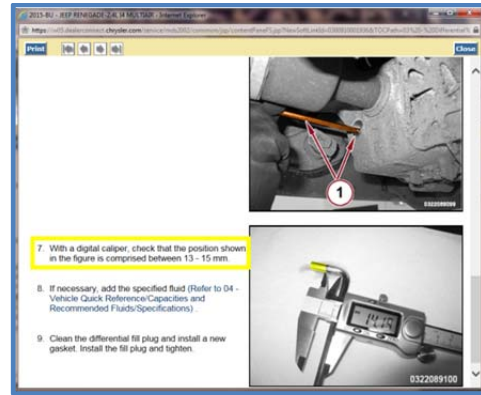 2015-BU - JEEP RENEGADE-2.4L I4 MULTIAIR - Internet Explorer
Print
Close
1
0322089099
7. With a digital caliper, check that the position shown
in the figure is comprised between 13 - 15 mm.
8. If necessary, add the specified fluid (Refer to 04 -
Vehicle Quick Reference/Capacities and
Recommended Fluids/Specifications) .
9. Clean the differential fill plug and install a new
gasket. Install the fill plug and tighten.
0322089100